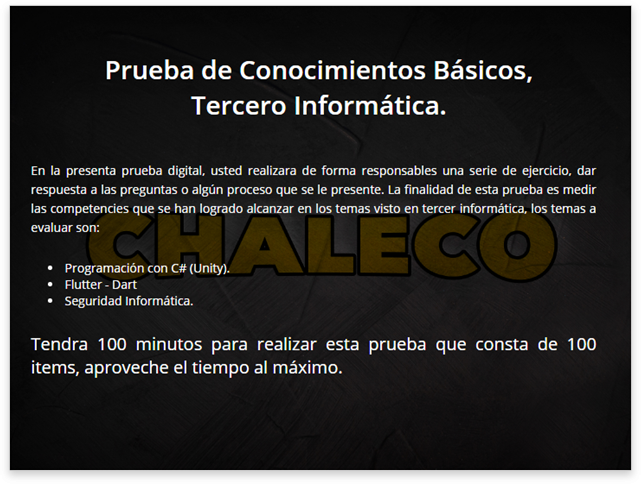 Prueba de Conocimientos Básicos,
Tercero Informática.
En la presenta prueba digital, usted realizara de forma responsables una serie de ejercicio, dar
respuesta a las preguntas o algún proceso que se le presente. La finalidad de esta prueba es medir
las competencies que se han logrado alcanzar en los temas visto en tercer informática, los temas a
evaluar son:
CHALECO
• Programación con C# (Unity).
• Flutter - Dart
• Seguridad Informática.
Tendra 100 minutos para realizar esta prueba que consta de 100
items, aproveche el tiempo al máximo.